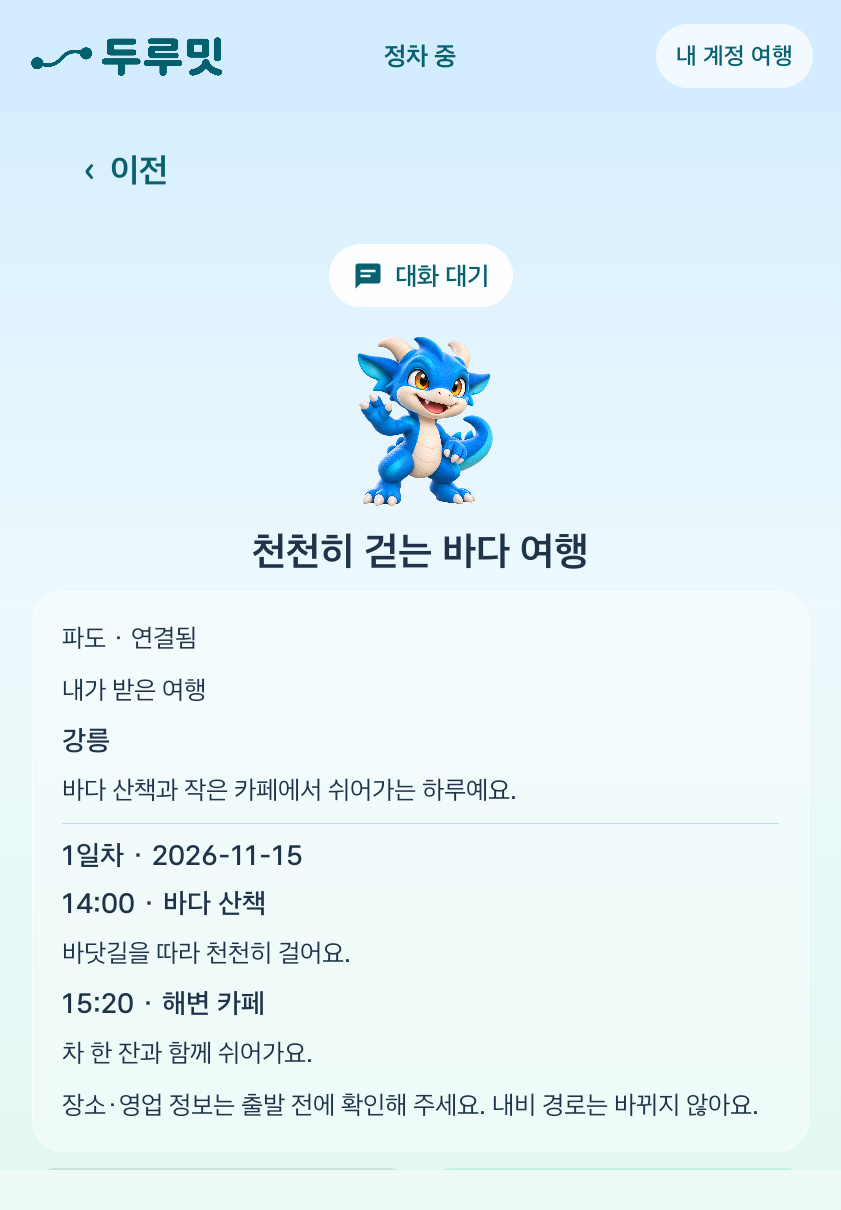 두루밋
정차 중
내 계정 여행
‹ 이전
대화 대기
천천히 걷는 바다 여행
파도 · 연결됨
내가 받은 여행
강릉
바다 산책과 작은 카페에서 쉬어가는 하루예요.
1일차 · 2026-11-15
14:00 · 바다 산책
바닷길을 따라 천천히 걸어요.
15:20 · 해변 카페
차 한 잔과 함께 쉬어가요.
장소·영업 정보는 출발 전에 확인해 주세요. 내비 경로는 바뀌지 않아요.